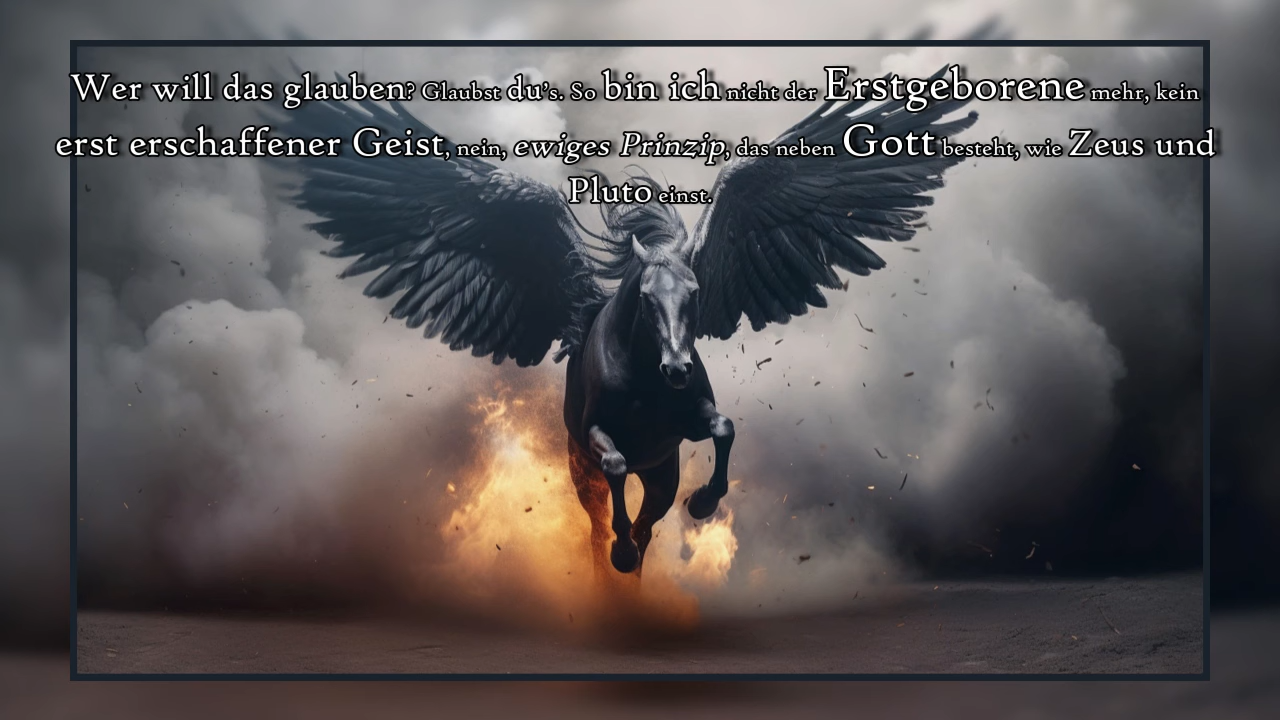 Wer will das glauben? Glaubst du's. So bin ich nicht der Erstgeborene mehr, kein
erst erschaffener Geist, nein, ewiges Prinzip, das neben Gott besteht, wie Zeus und
Pluto einst.